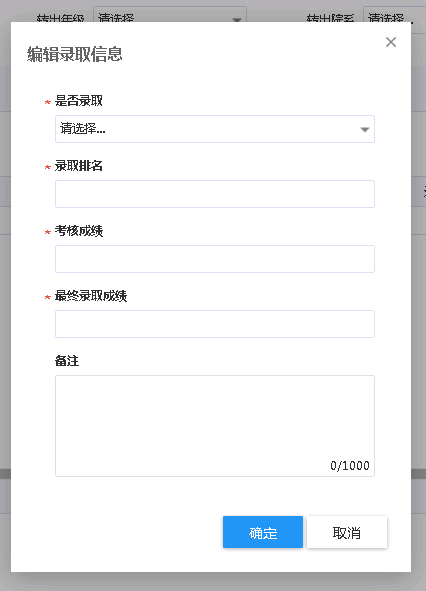 转出年级 请选择... 转出院系 请选择...
编辑录取信息
* 是否录取
请选择...
* 录取排名
* 考核成绩
* 最终录取成绩
备注
0/1000
确定 取消